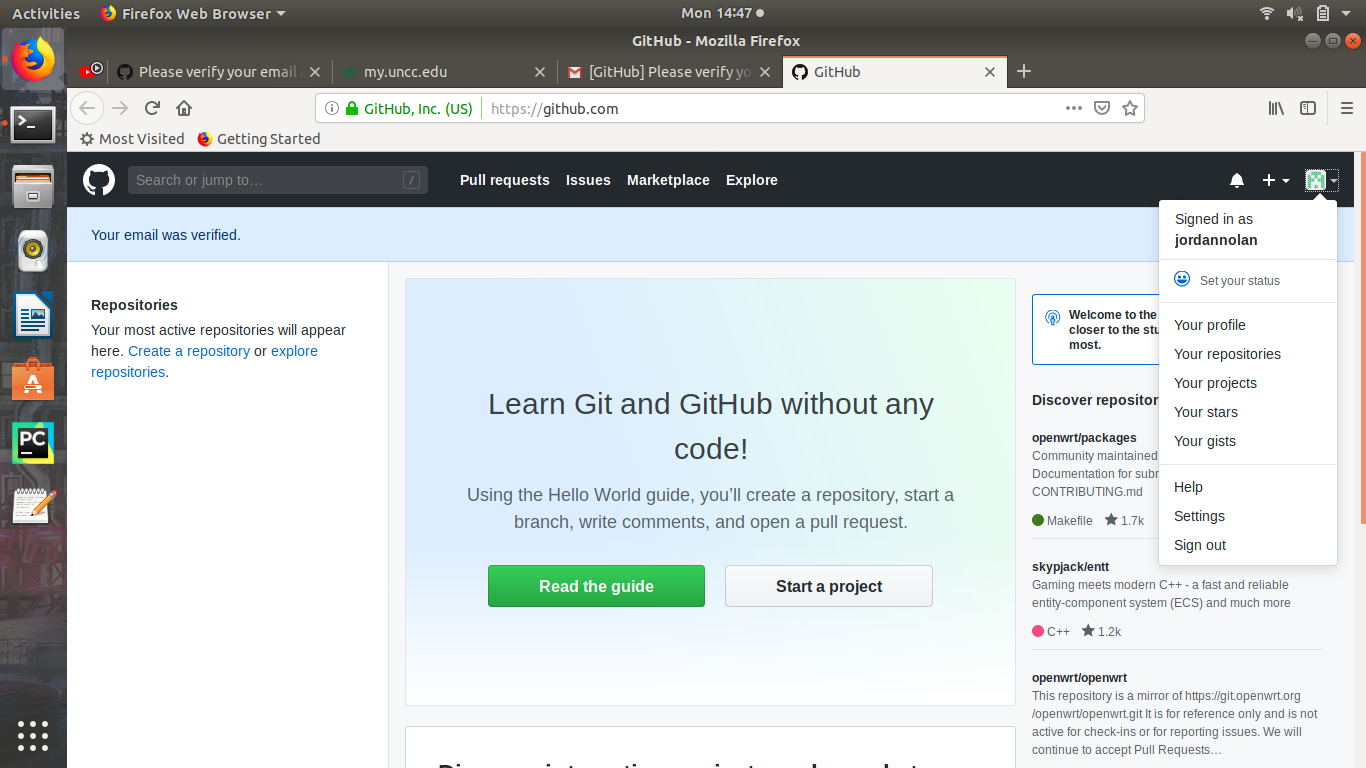 Activities
Firefox Web Browser
Mon 14:47
GitHub - Mozilla Firefox
Please verify your email
my.uncc.edu
[GitHub] Please verify yo
GitHub
GitHub, Inc. (US)
https://github.com
Most Visited
Getting Started
Search or jump to…
/
Pull requests
Issues
Marketplace
Explore
Your email was verified.
Signed in as
jordannolan
Set your status
Your profile
Your repositories
Your projects
Your stars
Your gists
Help
Settings
Sign out
Repositories
Your most active repositories will appear
here. Create a repository or explore
repositories.
Learn Git and GitHub without any
code!
Using the Hello World guide, you’ll create a repository, start a
branch, write comments, and open a pull request.
Read the guide
Start a project
Welcome to the
closer to the stu
most.
Discover repositor
openwrt/packages
Community maintained
Documentation for subm
CONTRIBUTING.md
Makefile 1.7k
skypjack/entt
Gaming meets modern C++ - a fast and reliable
entity-component system (ECS) and much more
C++ 1.2k
openwrt/openwrt
This repository is a mirror of https://git.openwrt.org
/openwrt/openwrt.git It is for reference only and is not
active for check-ins or for reporting issues. We will
continue to accept Pull Requests…
PC